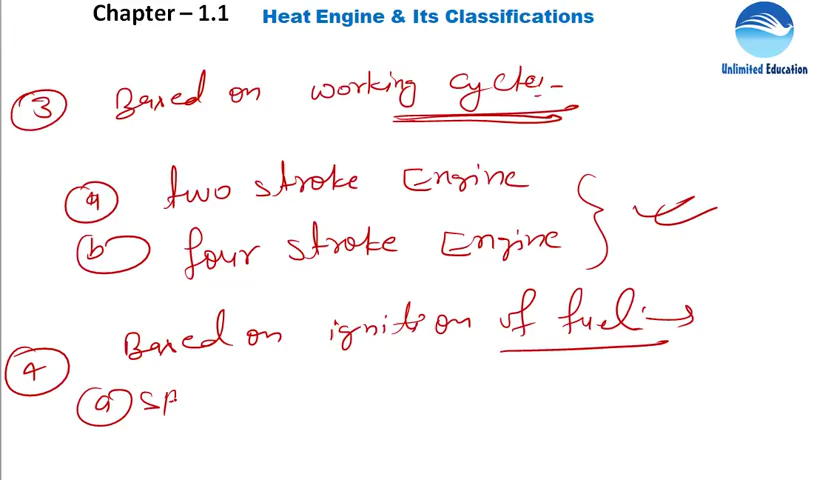 Chapter – 1.1 Heat Engine & Its Classifications
Unlimited Education
3 Based on working cycle:-
a two stroke Engine
b four stroke Engine
4 Based on ignition of fuel:->
a SP